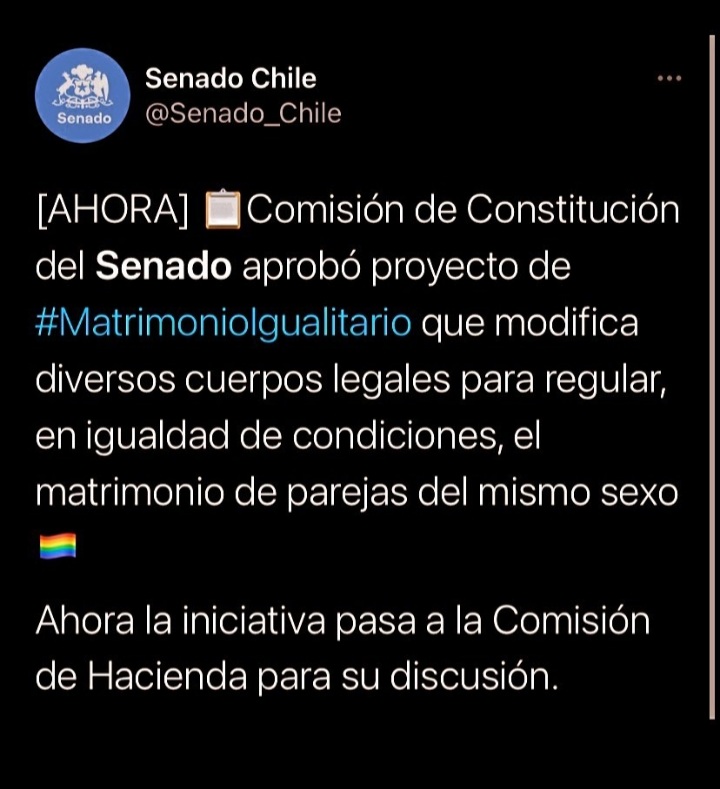 Senado
Senado Chile
@Senado_Chile
[AHORA] 📋Comisión de Constitución
del Senado aprobó proyecto de
#MatrimonioIgualitario que modifica
diversos cuerpos legales para regular,
en igualdad de condiciones, el
matrimonio de parejas del mismo sexo
🏳️‍🌈
Ahora la iniciativa pasa a la Comisión
de Hacienda para su discusión.